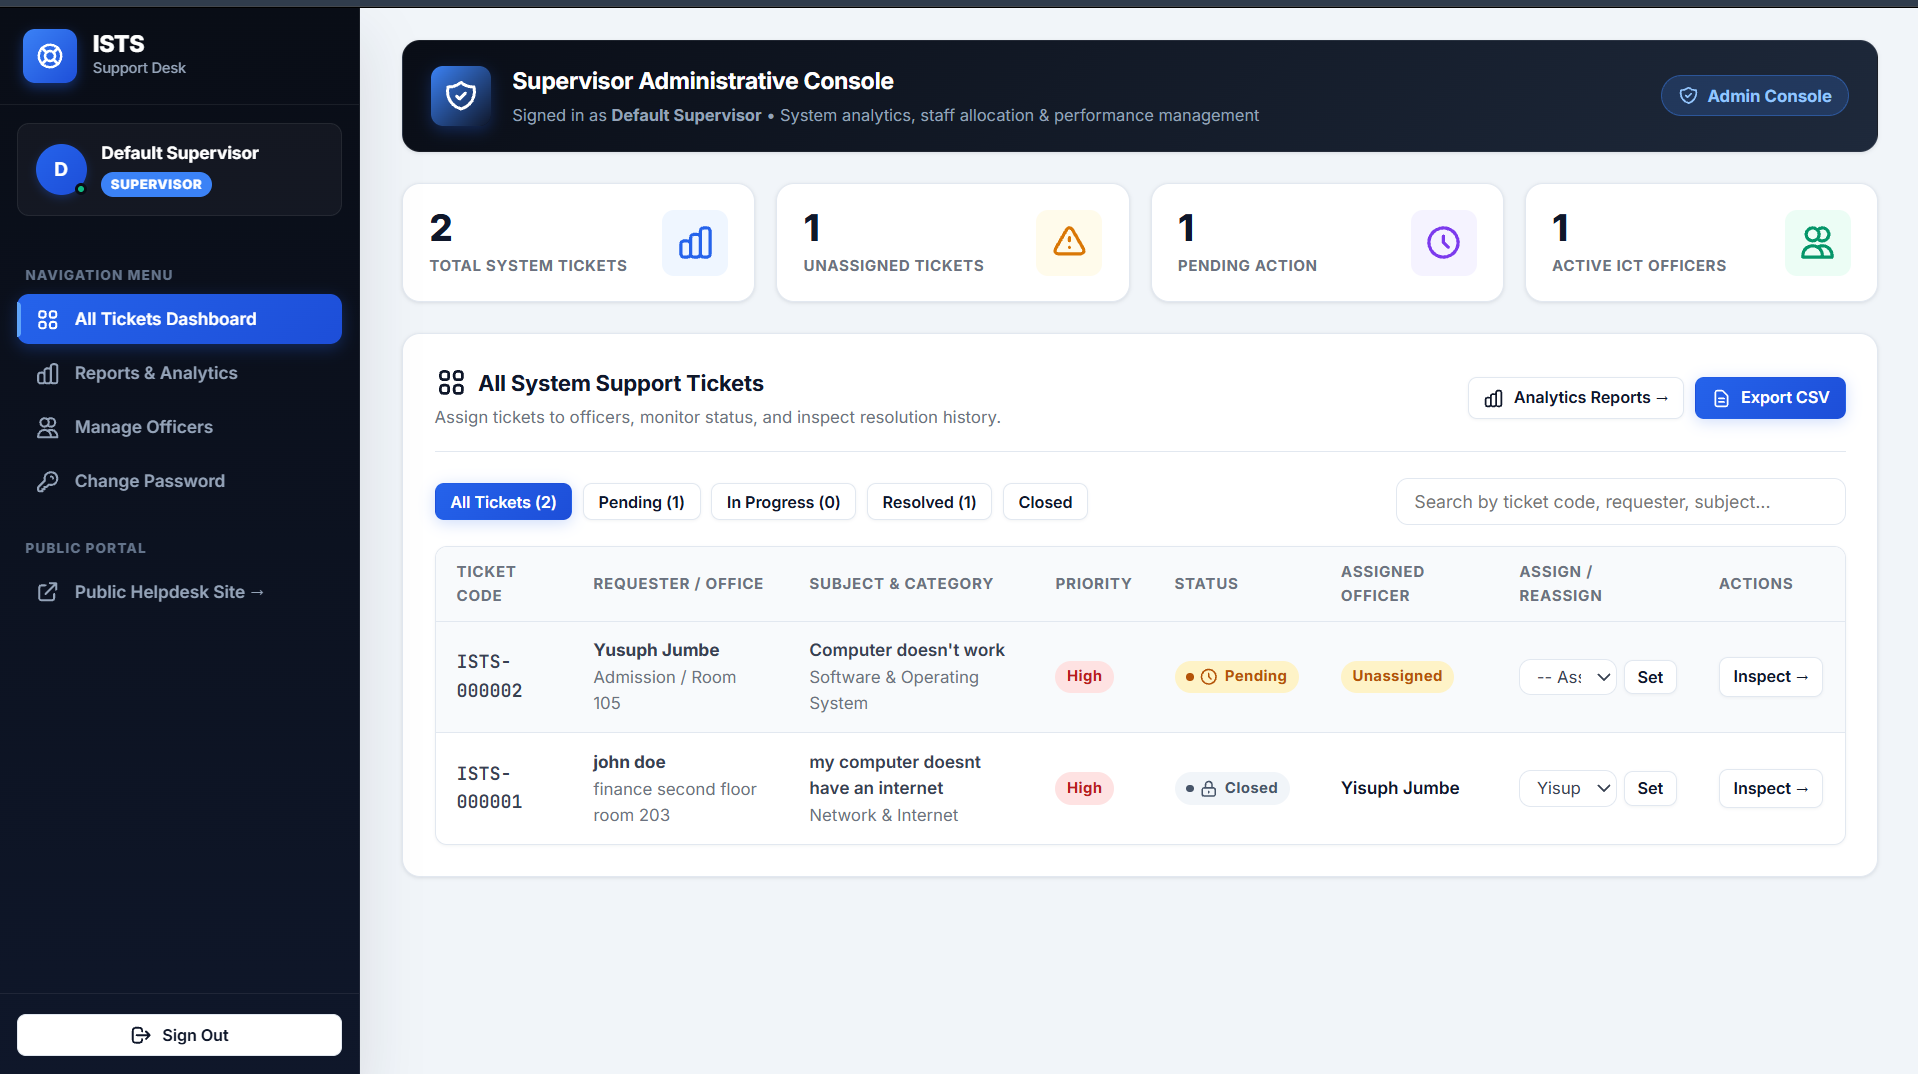 ISTS
Support Desk
D
Default Supervisor
SUPERVISOR
NAVIGATION MENU
All Tickets Dashboard
Reports & Analytics
Manage Officers
Change Password
PUBLIC PORTAL
Public Helpdesk Site →
Sign Out
Supervisor Administrative Console
Signed in as Default Supervisor • System analytics, staff allocation & performance management
Admin Console
2
TOTAL SYSTEM TICKETS
1
UNASSIGNED TICKETS
1
PENDING ACTION
1
ACTIVE ICT OFFICERS
All System Support Tickets
Assign tickets to officers, monitor status, and inspect resolution history.
Analytics Reports →
Export CSV
All Tickets (2)
Pending (1)
In Progress (0)
Resolved (1)
Closed
Search by ticket code, requester, subject...
TICKET
CODE
REQUESTER / OFFICE
SUBJECT & CATEGORY
PRIORITY
STATUS
ASSIGNED
OFFICER
ASSIGN /
REASSIGN
ACTIONS
ISTS-
000002
Yusuph Jumbe
Admission / Room
105
Computer doesn't work
Software & Operating
System
High
Pending
Unassigned
-- Ass
Set
Inspect →
ISTS-
000001
john doe
finance second floor
room 203
my computer doesnt
have an internet
Network & Internet
High
Closed
Yisuph Jumbe
Yisup
Set
Inspect →